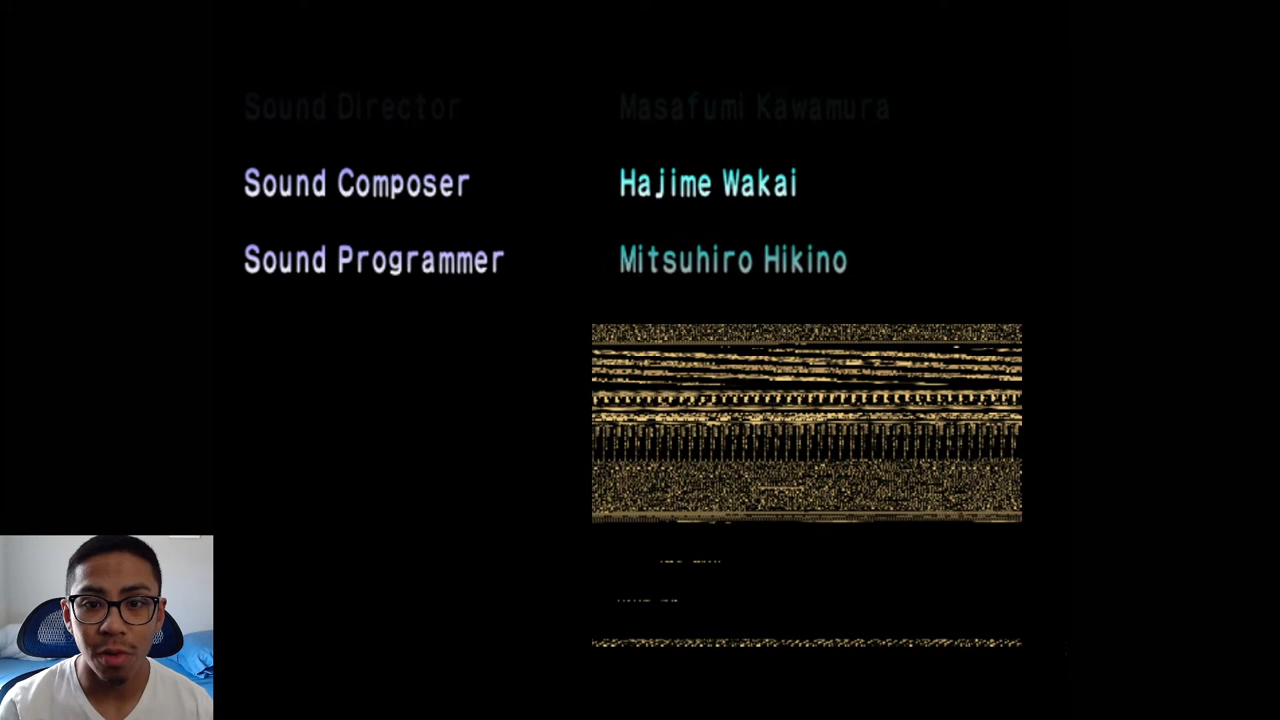 Sound Director Masafumi Kawamura
Sound Composer Hajime Wakai
Sound Programmer Mitsuhiro Hikino